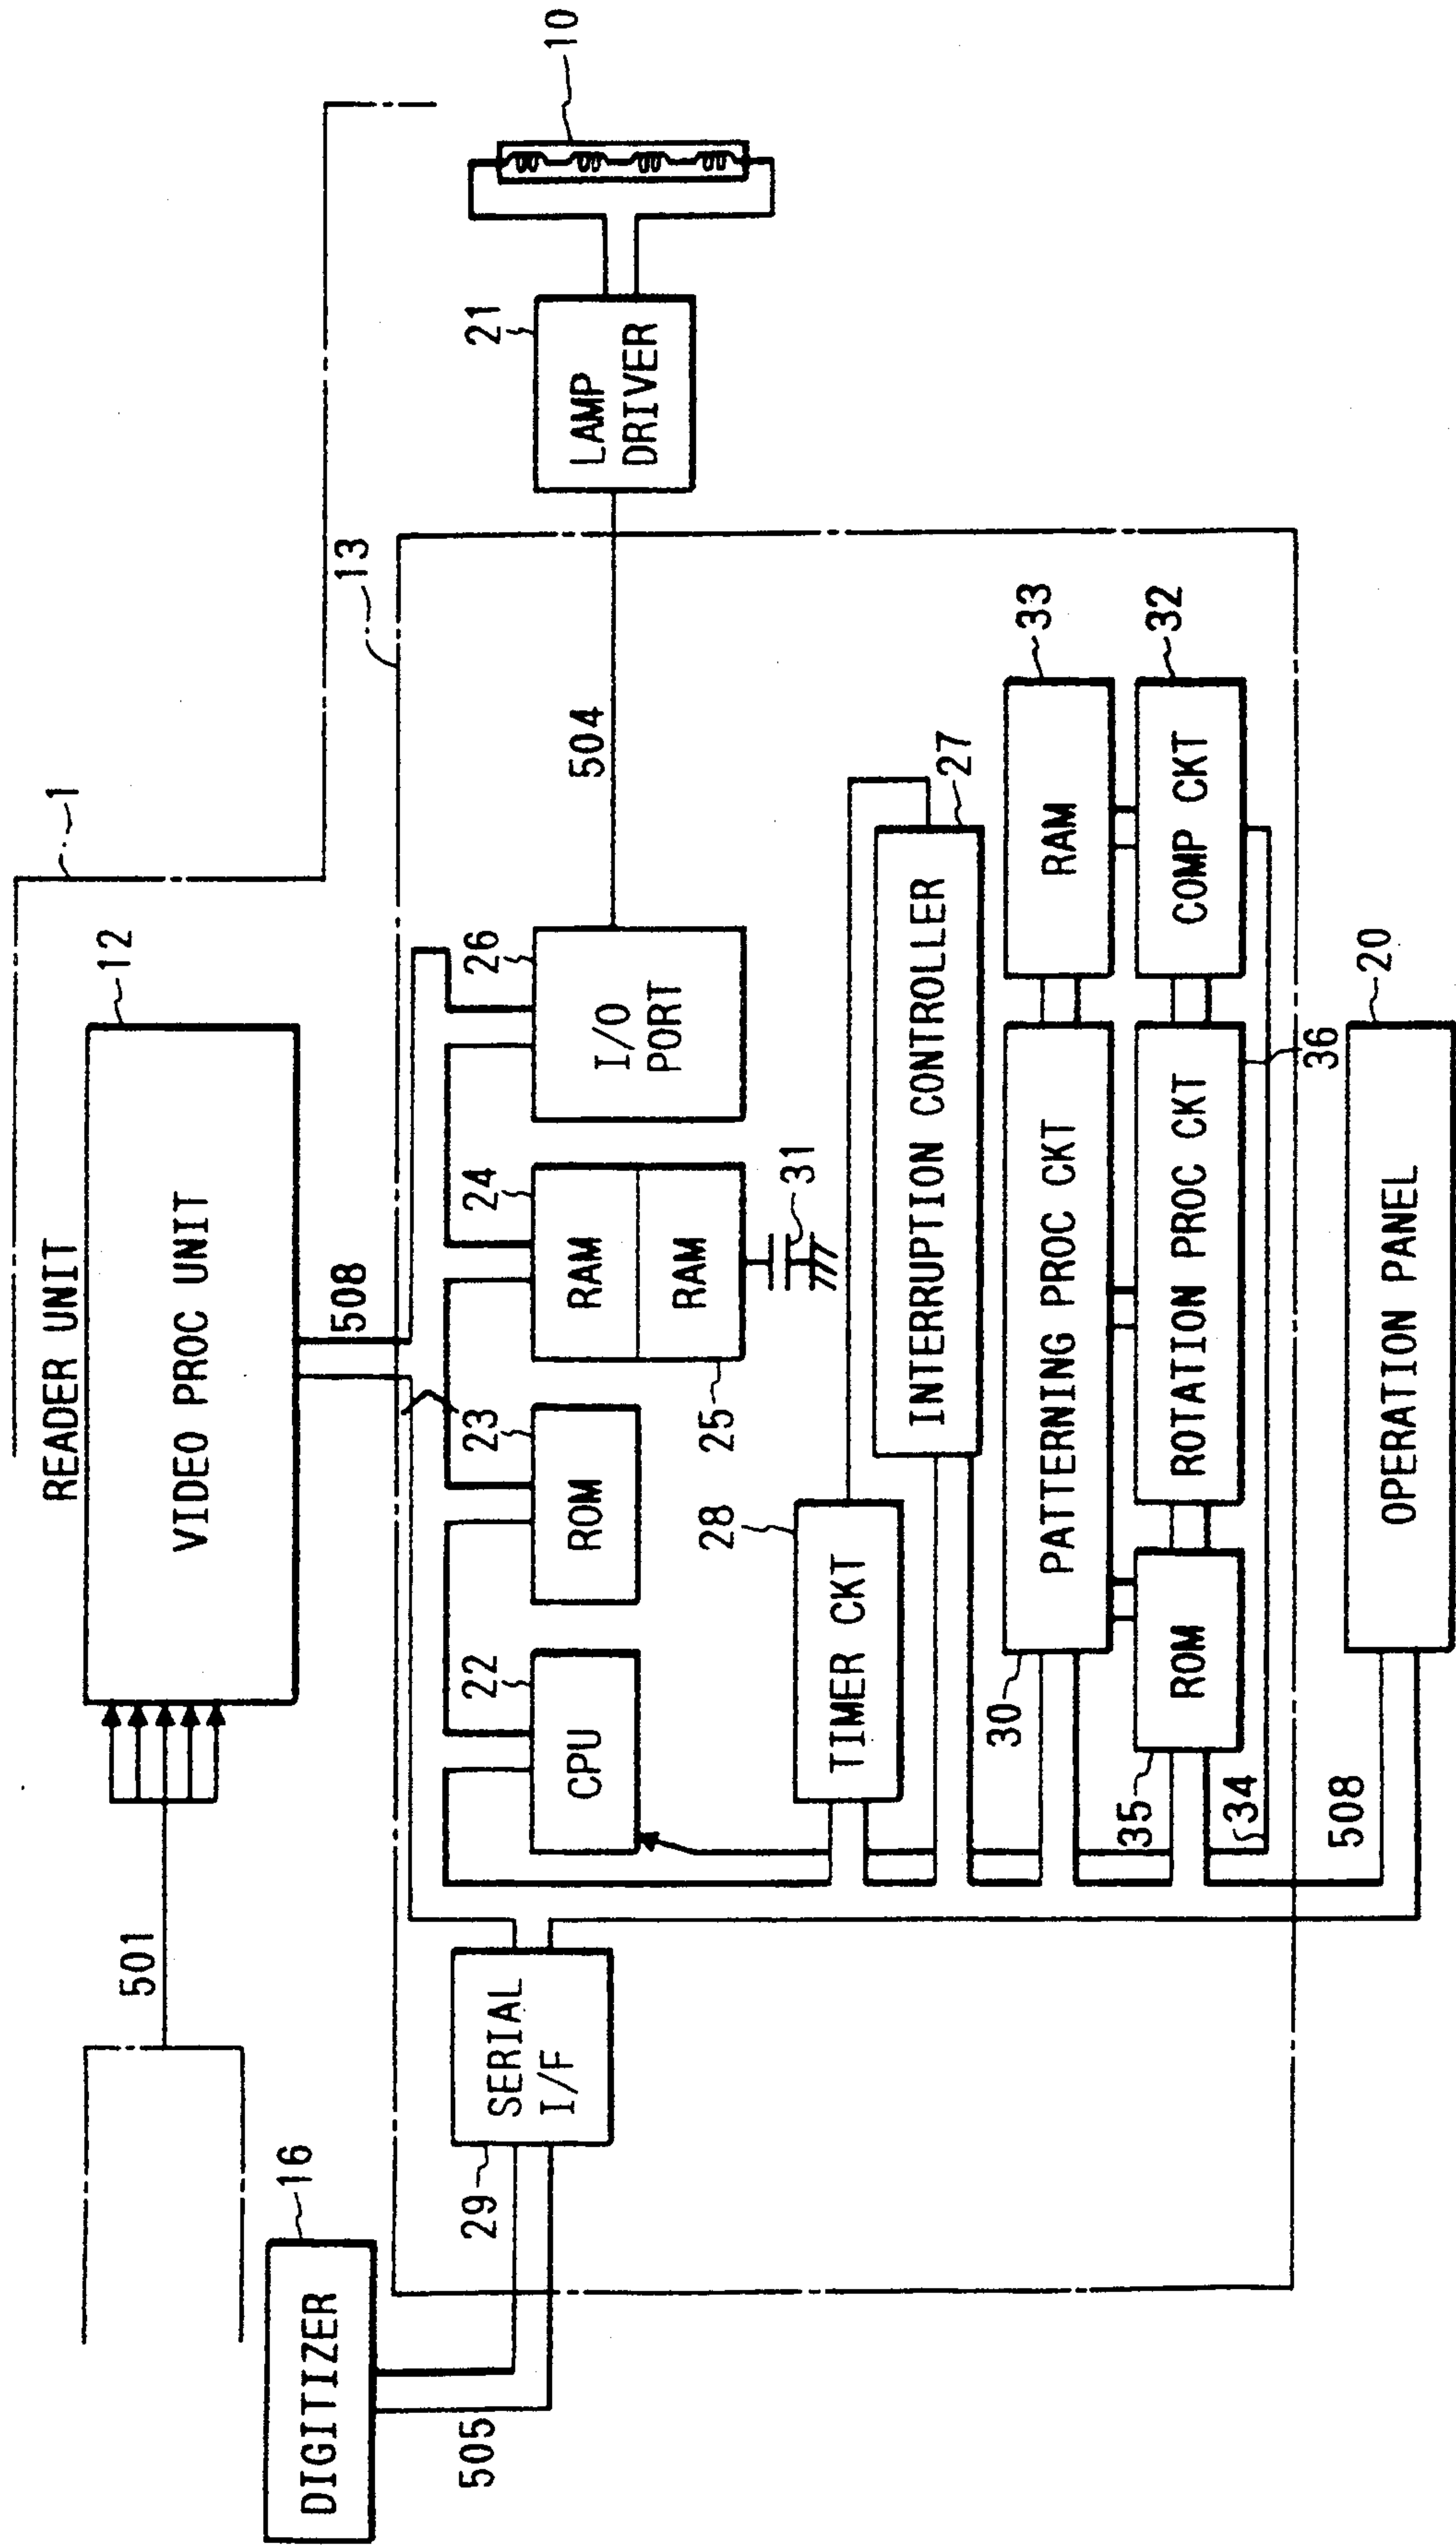 READER UNIT
1
VIDEO PROC UNIT
12
501
508
DIGITIZER
16
505
13
SERIAL
I/F
29
CPU
22
ROM
23
RAM
24
RAM
25
31
I/O
PORT
26
504
LAMP
DRIVER
21
10
TIMER CKT
28
INTERRUPTION CONTROLLER
27
PATTERNING PROC CKT
30
RAM
33
ROM
35
34
ROTATION PROC CKT
36
COMP CKT
32
508
OPERATION PANEL
20